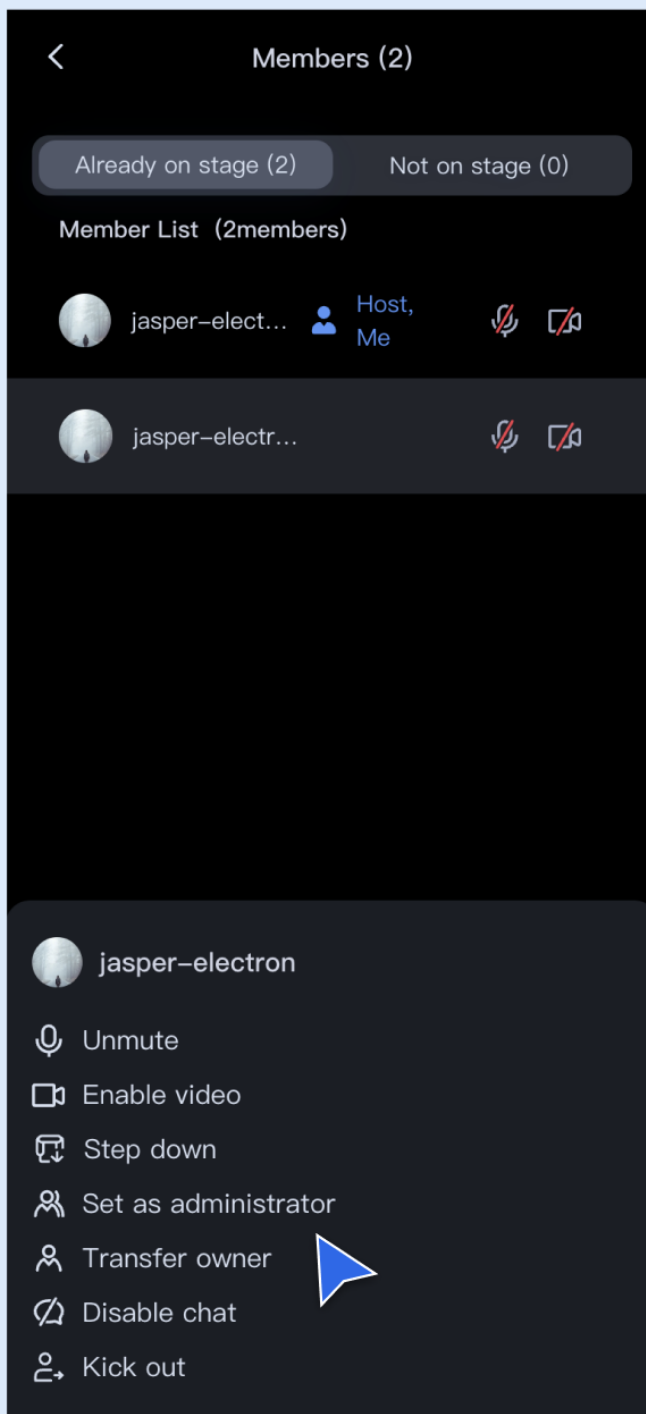 Members (2)
Already on stage (2)
Not on stage (0)
Member List (2members)
jasper-elect...
Host,
Me
jasper-electr...
jasper-electron
Unmute
Enable video
Step down
Set as administrator
Transfer owner
Disable chat
Kick out